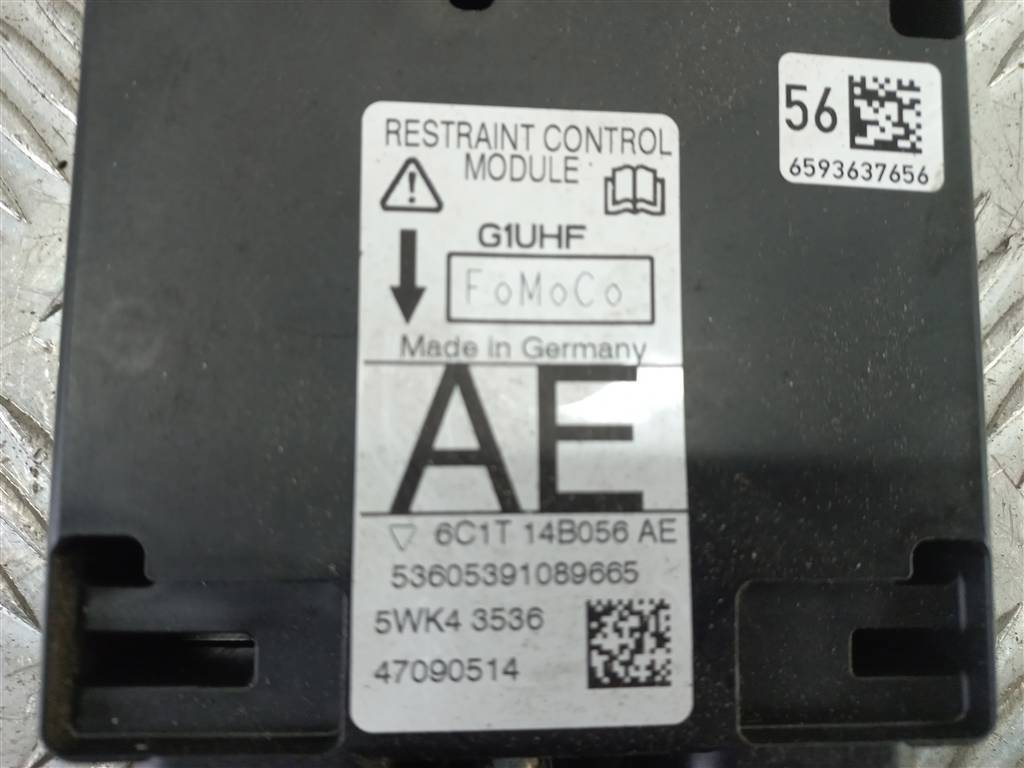 56
6593637656
RESTRAINT CONTROL
MODULE
G1UHF
FoMoCo
Made in Germany
AE
6C1T 14B056 AE
53605391089665
5WK4 3536
47090514